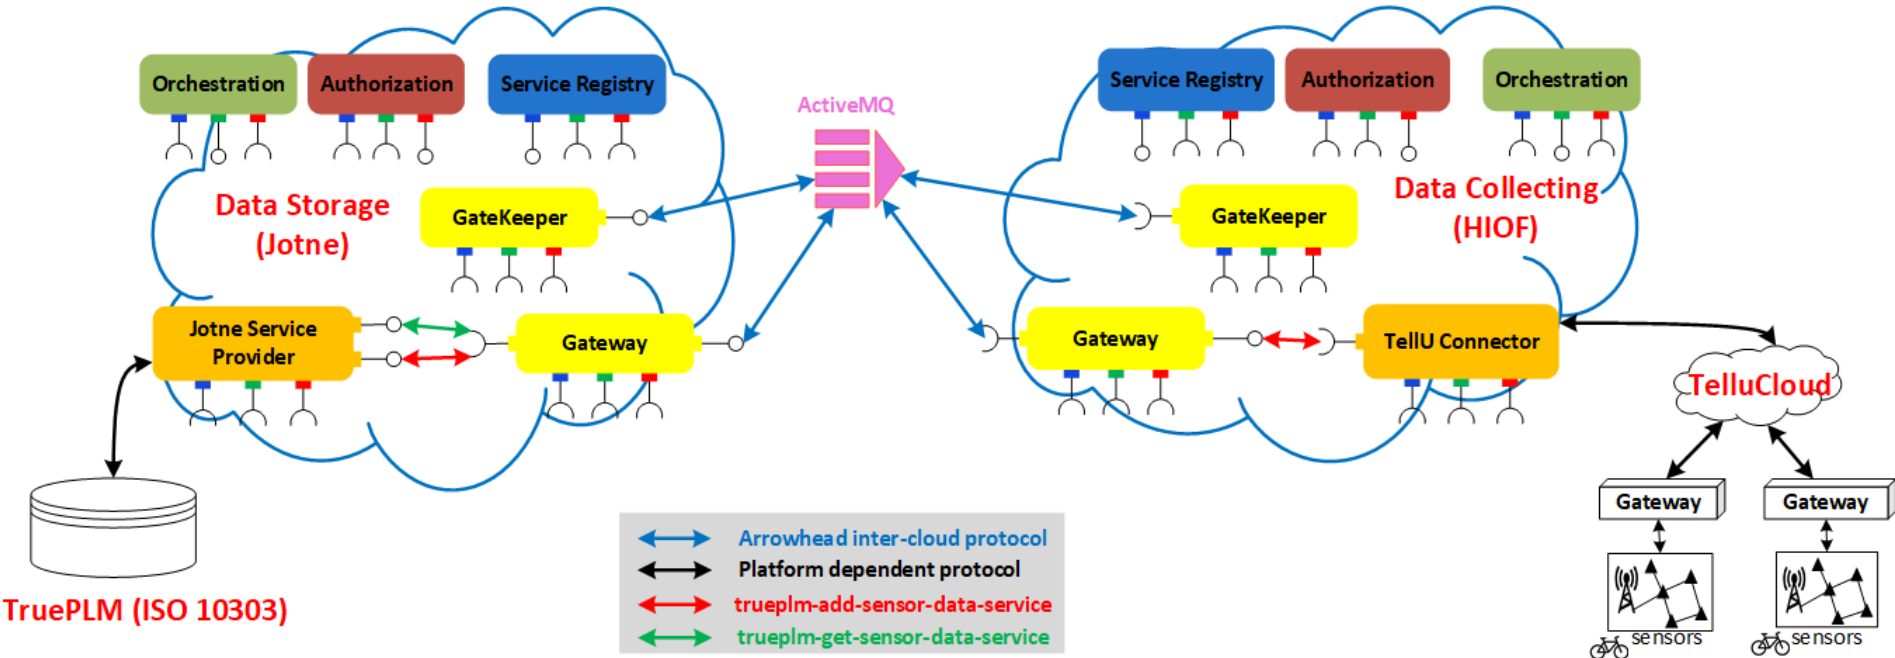 Orchestration
Authorization
Service Registry
ActiveMQ
Service Registry
Authorization
Orchestration
Data Storage
(Jotne)
GateKeeper
GateKeeper
Data Collecting
(HIOF)
Jotne Service
Provider
Gateway
Gateway
TellU Connector
TelluCloud
Gateway
Gateway
sensors
sensors
TruePLM (ISO 10303)
Arrowhead inter-cloud protocol
Platform dependent protocol
trueplm-add-sensor-data-service
trueplm-get-sensor-data-service